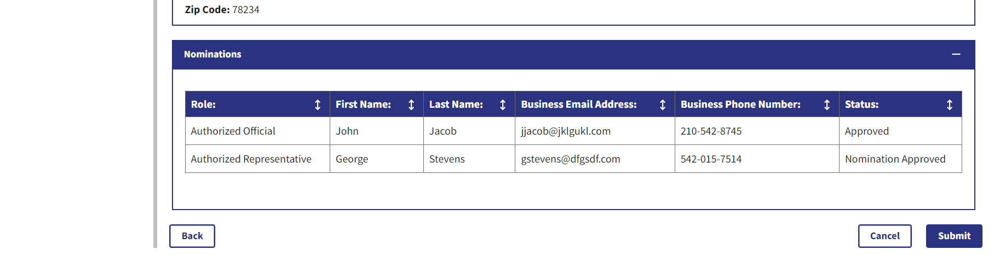 Zip Code: 78234
Nominations
Role: First Name: Last Name: Business Email Address: Business Phone Number: Status:
Authorized Official John Jacob jjacob@jklgukl.com 210-542-8745 Approved
Authorized Representative George Stevens gstevens@dfgsdf.com 542-015-7514 Nomination Approved
Back Cancel Submit